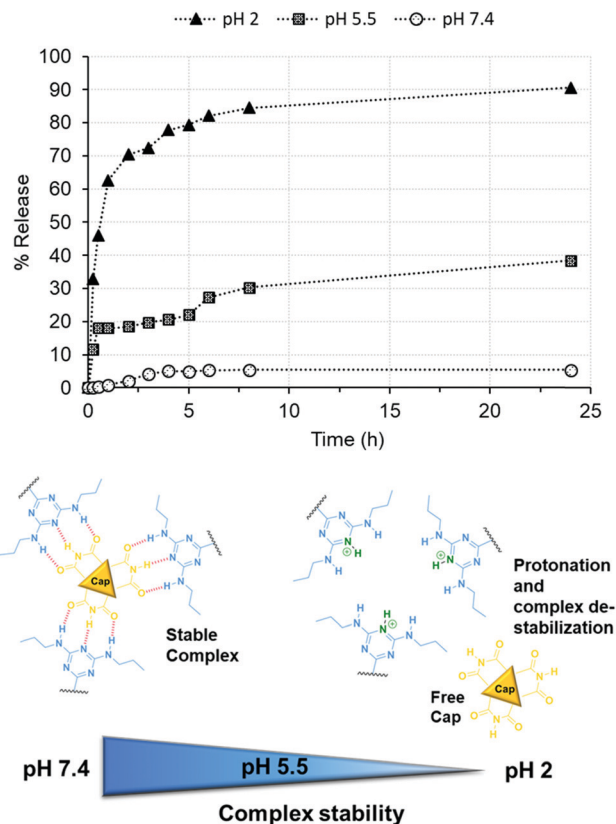 pH 2 pH 5.5 pH 7.4
100
90
80
70
60
50
40
30
20
10
0
% Release
0 5 10 15 20 25
Time (h)
N N N N H N H
N H O O
N H O O
Cap
Stable
Complex
Protonation
and
complex de-
stabilization
Free
Cap
Cap
pH 7.4 pH 5.5 pH 2
Complex stability